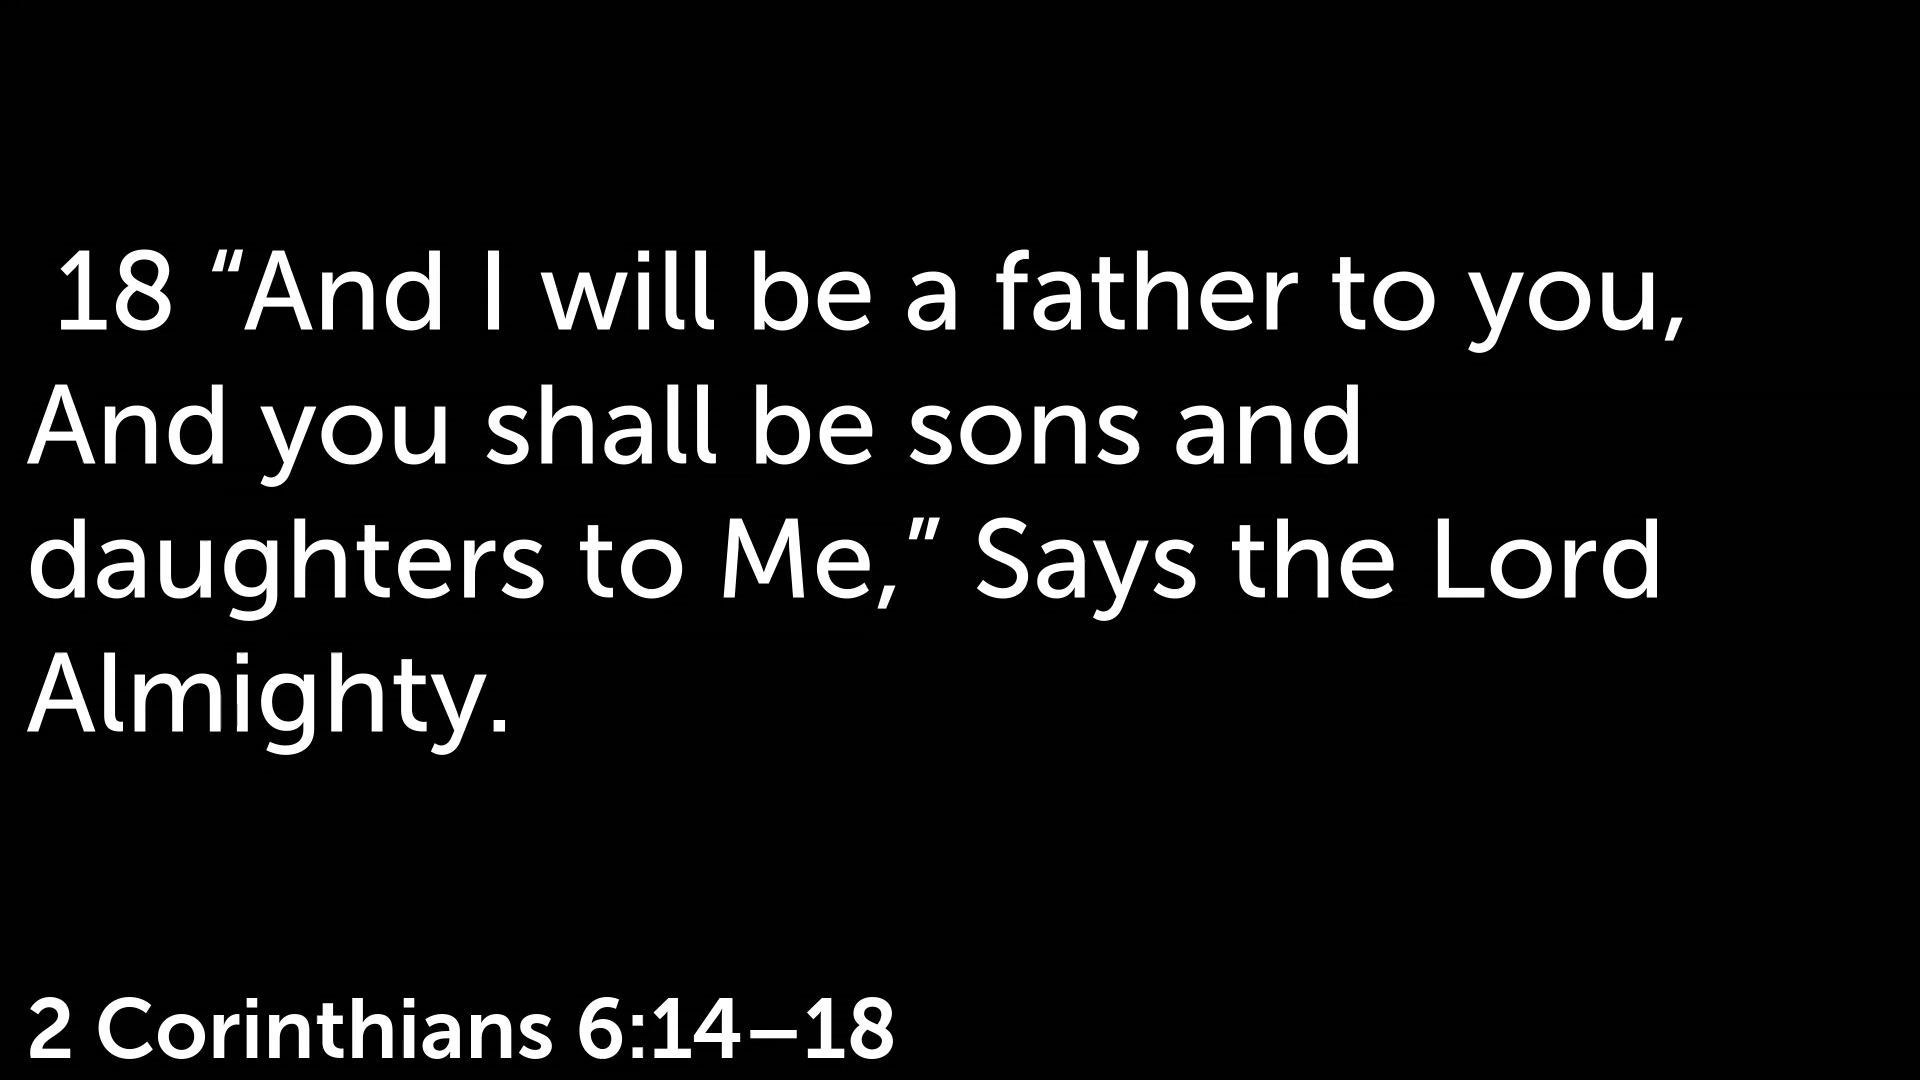 18 “And I will be a father to you,
And you shall be sons and
daughters to Me,” Says the Lord
Almighty.
2 Corinthians 6:14–18